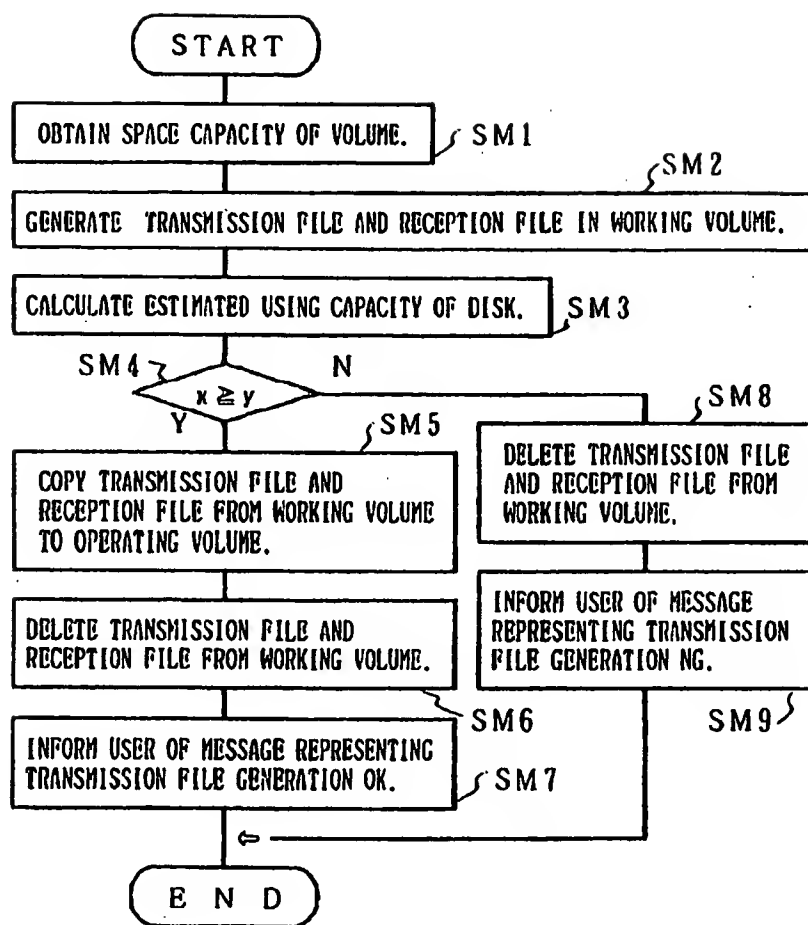 START
OBTAIN SPACE CAPACITY OF VOLUME.
SM1
SM2
GENERATE TRANSMISSION FILE AND RECEPTION FILE IN WORKING VOLUME.
CALCULATE ESTIMATED USING CAPACITY OF DISK.
SM3
SM4
x ≧ y
N
Y
SM5
COPY TRANSMISSION FILE AND
RECEPTION FILE FROM WORKING VOLUME
TO OPERATING VOLUME.
DELETE TRANSMISSION FILE AND
RECEPTION FILE FROM WORKING VOLUME.
SM6
INFORM USER OF MESSAGE REPRESENTING
TRANSMISSION FILE GENERATION OK.
SM7
SM8
DELETE TRANSMISSION FILE
AND RECEPTION FILE FROM
WORKING VOLUME.
INFORM USER OF MESSAGE
REPRESENTING TRANSMISSION
FILE GENERATION NG.
SM9
END